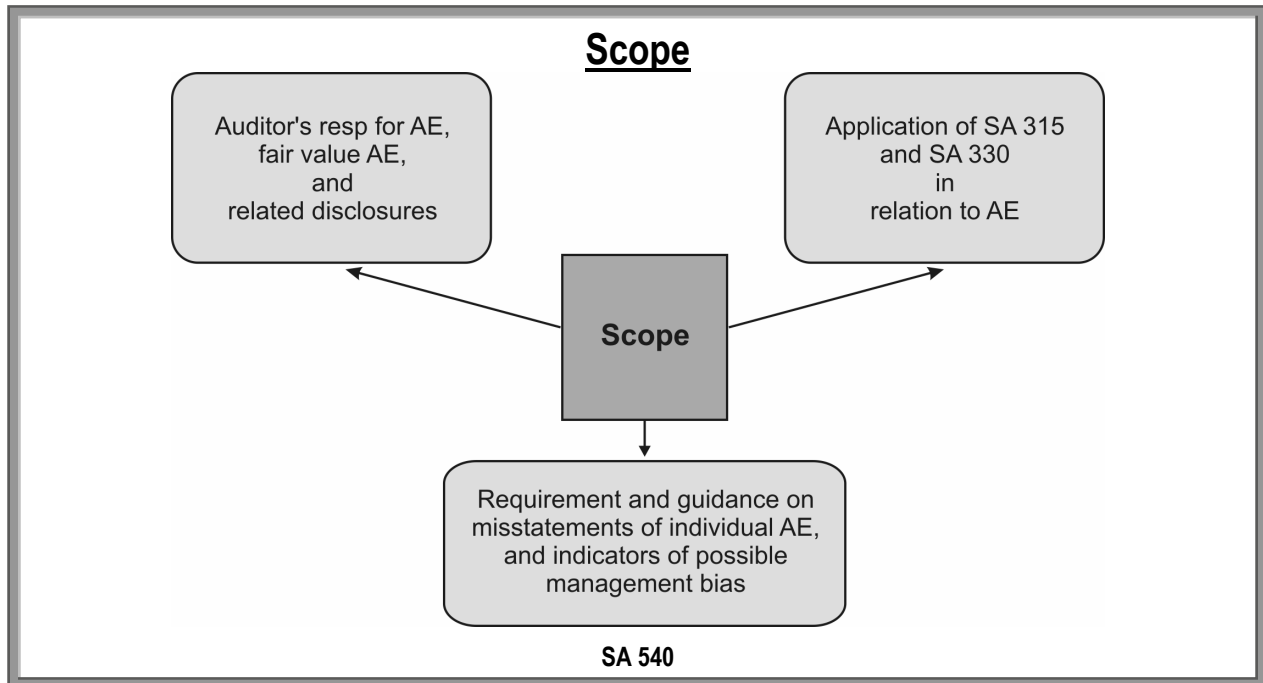 Scope
Auditor's resp for AE,
fair value AE,
and
related disclosures
Application of SA 315
and SA 330
in
relation to AE
Scope
Requirement and guidance on
misstatements of individual AE,
and indicators of possible
management bias
SA 540